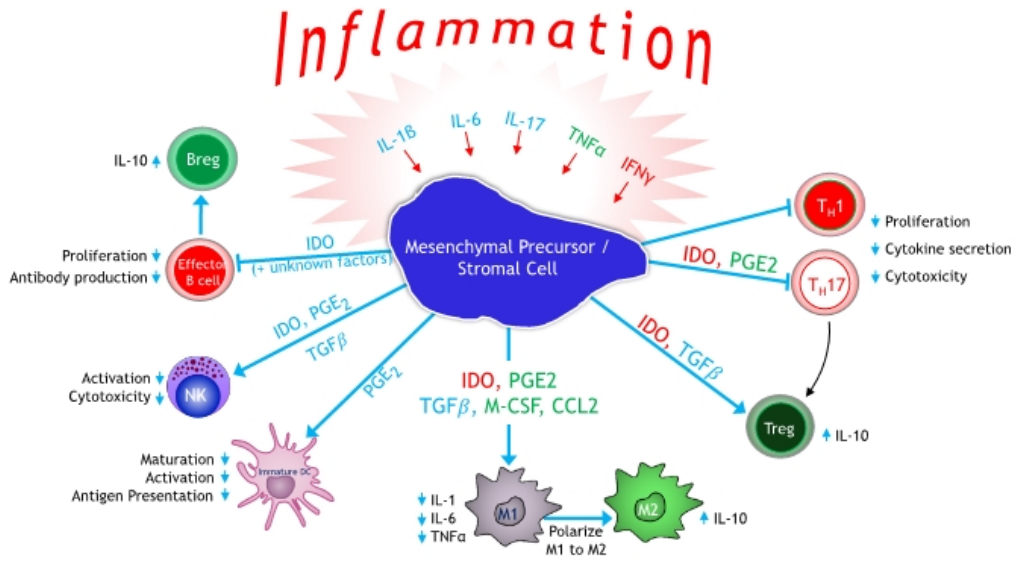 Inflammation
IL-1B
IL-6
IL-17
TNFα
IFNγ
IL-10
Breg
Proliferation
Antibody production
Effector
B cell
IDO
(+ unknown factors)
Mesenchymal Precursor /
Stromal Cell
TH1
Proliferation
Cytokine secretion
Cytotoxicity
IDO, PGE2
TH17
IDO, PGE2
TGFβ
Activation
Cytotoxicity
NK
PGE2
Maturation
Activation
Antigen Presentation
Immature DC
IDO, PGE2
TGFβ, M-CSF, CCL2
IDO, TGFβ
Treg
IL-10
IL-1
IL-6
TNFα
M1
Polarize
M1 to M2
M2
IL-10